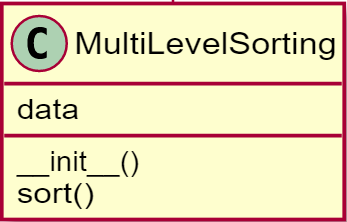 C MultiLevelSorting
data
__init__()
sort()